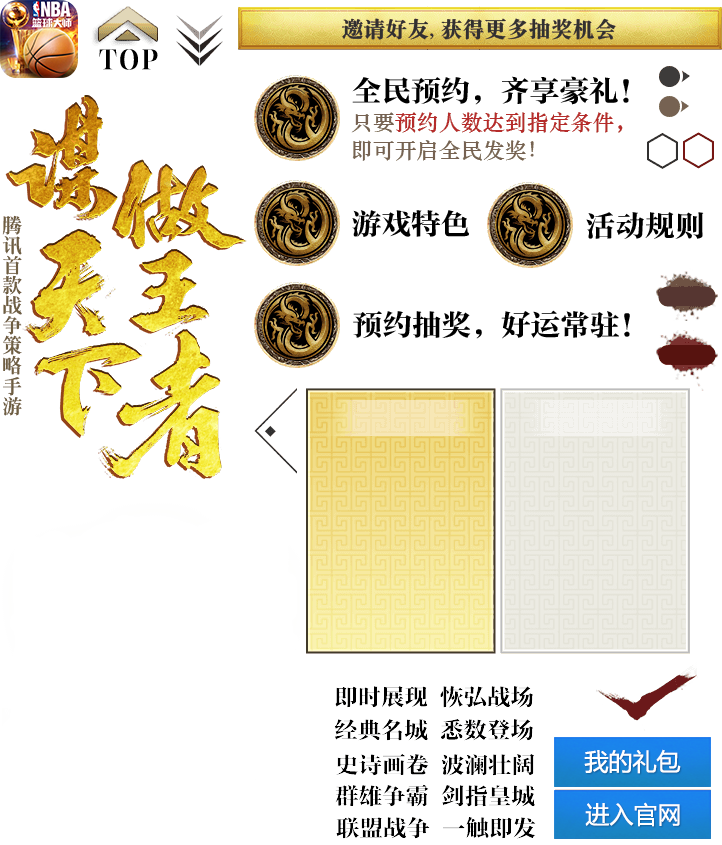 NBA
篮球大师
TOP
邀请好友, 获得更多抽奖机会
全民预约，齐享豪礼!
只要预约人数达到指定条件，
即可开启全民发奖!
谋天下
做王者
腾讯首款战争策略手游
游戏特色
活动规则
预约抽奖，好运常驻!
即时展现 恢弘战场
经典名城 悉数登场
史诗画卷 波澜壮阔
群雄争霸 剑指皇城
联盟战争 一触即发
我的礼包
进入官网